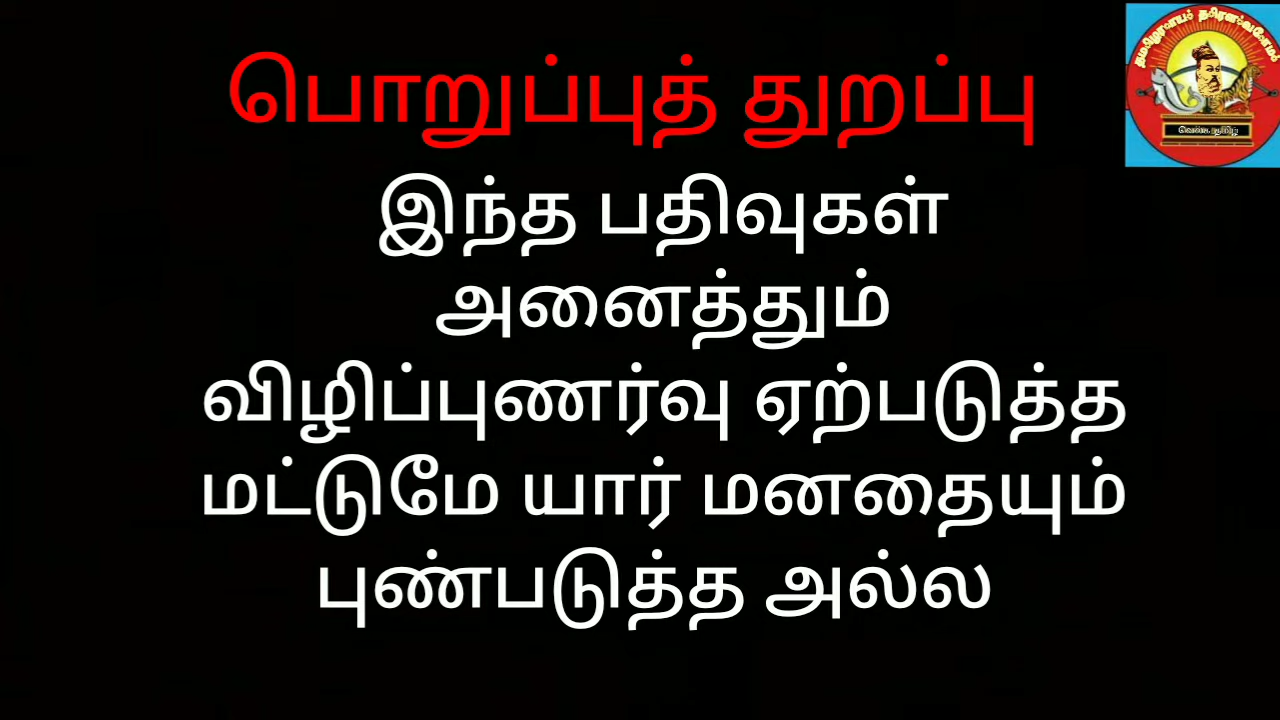 பொறுப்புத் துறப்பு
இந்த பதிவுகள்
அனைத்தும்
விழிப்புணர்வு ஏற்படுத்த
மட்டுமே யார் மனதையும்
புண்படுத்த அல்ல